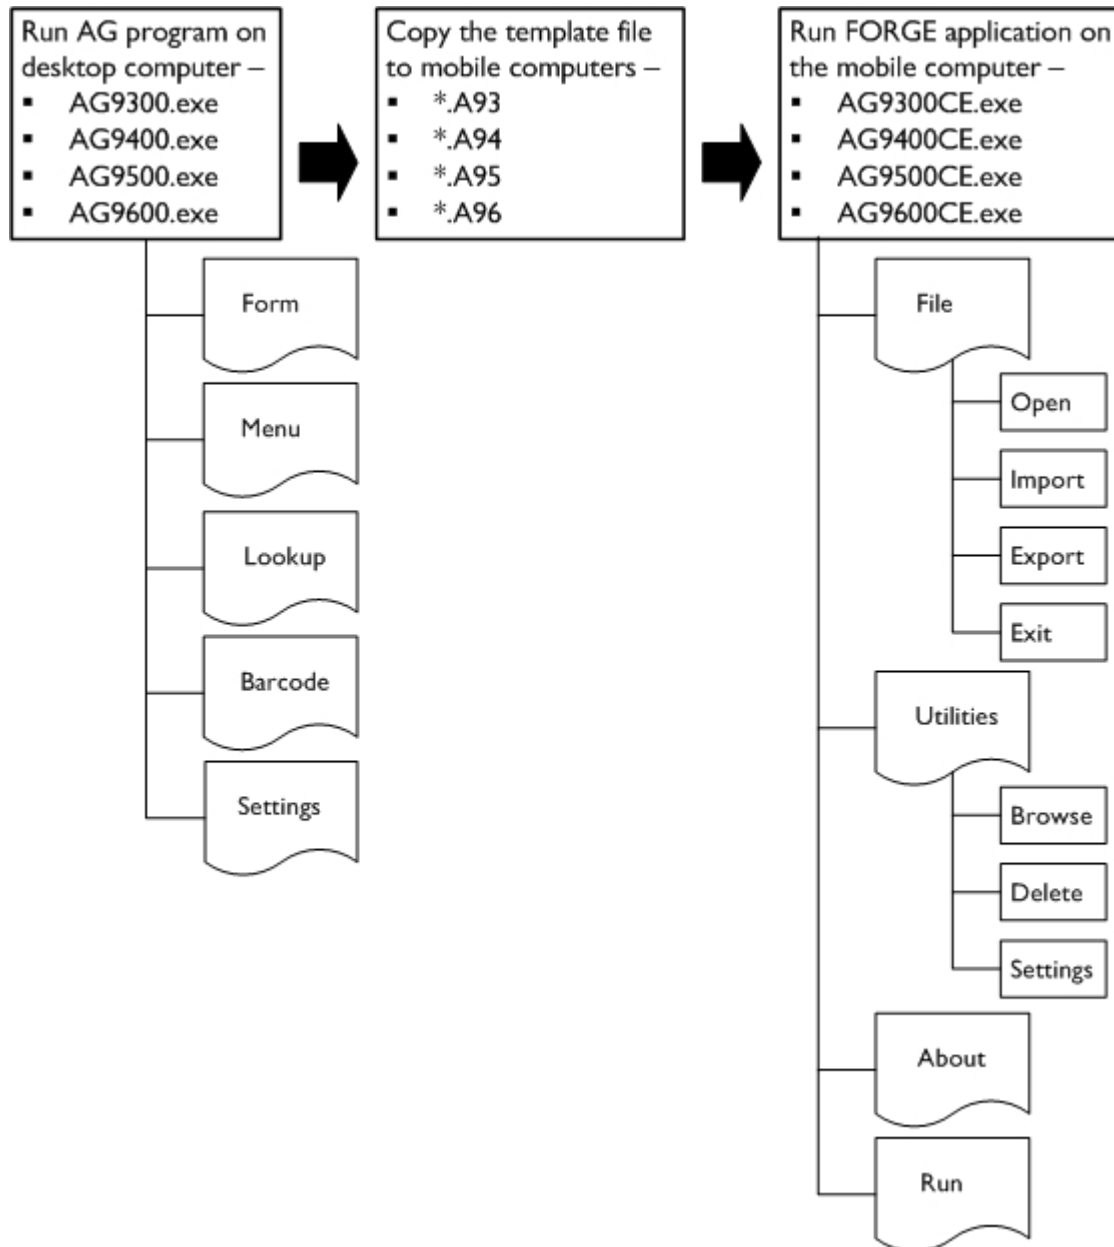 Run AG program on
desktop computer –
▪ AG9300.exe
▪ AG9400.exe
▪ AG9500.exe
▪ AG9600.exe
Copy the template file
to mobile computers –
▪ *.A93
▪ *.A94
▪ *.A95
▪ *.A96
Run FORGE application on
the mobile computer –
▪ AG9300CE.exe
▪ AG9400CE.exe
▪ AG9500CE.exe
▪ AG9600CE.exe
Form
Menu
Lookup
Barcode
Settings
File
Open
Import
Export
Exit
Utilities
Browse
Delete
Settings
About
Run